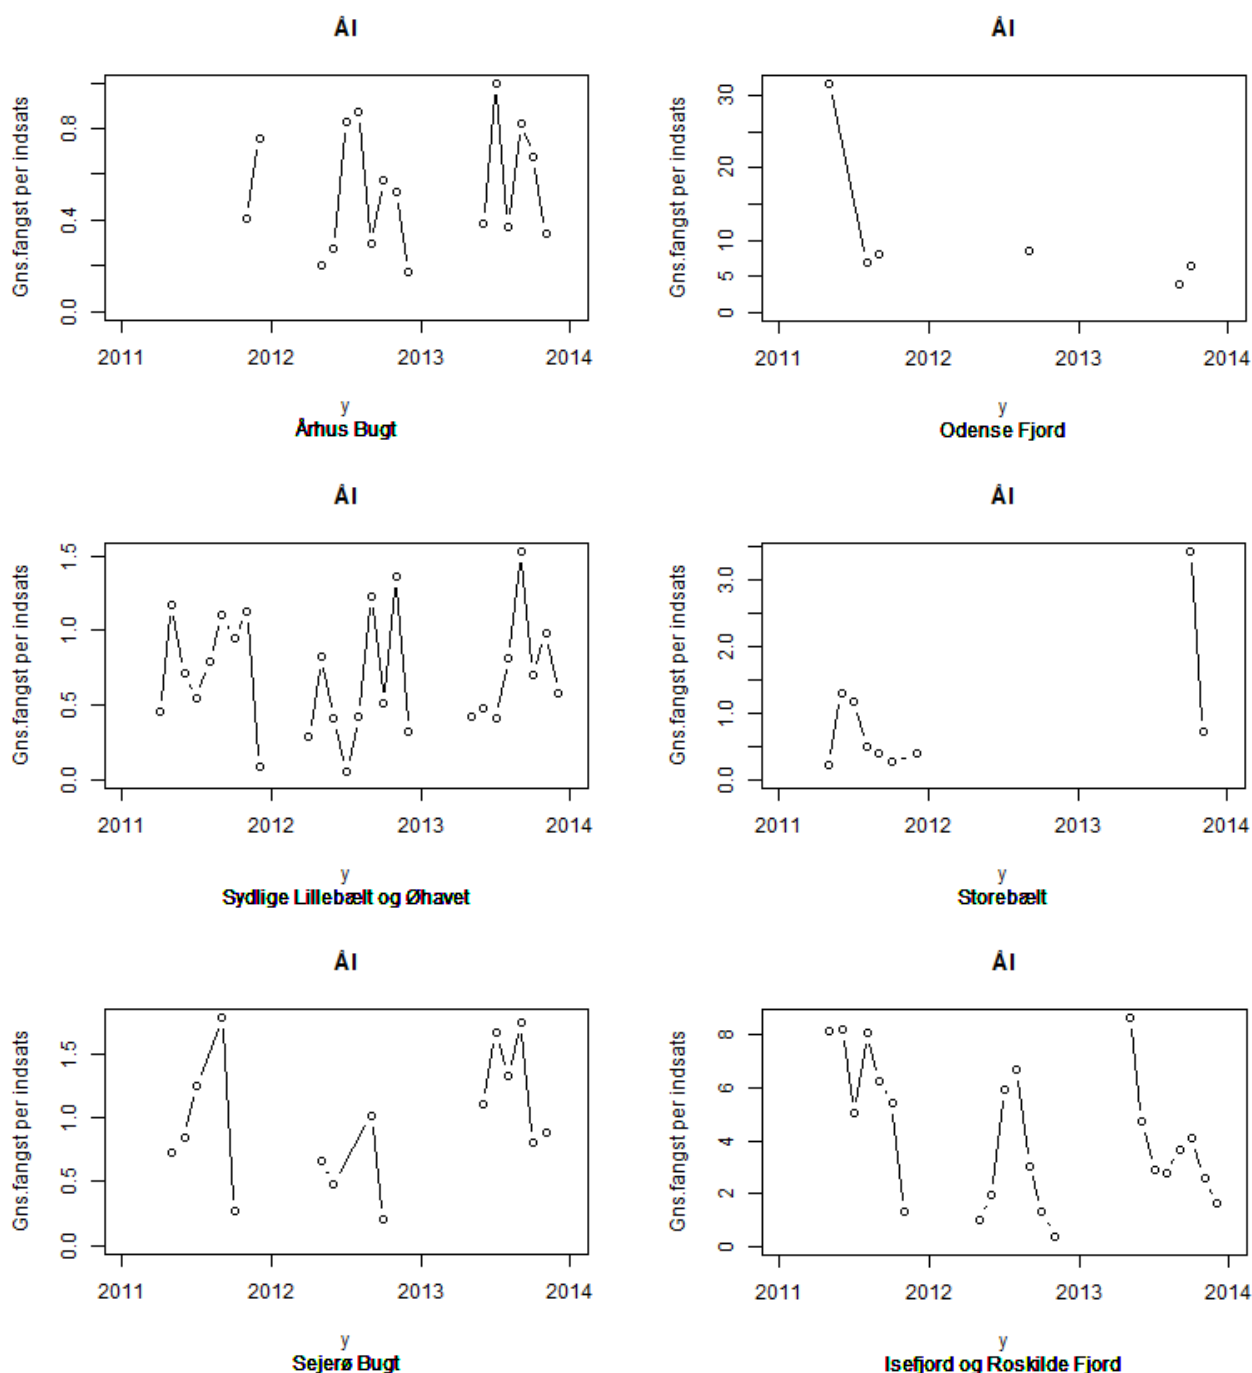 Ål
Gns.fangst per indsats
0.0 0.4 0.8
2011 2012 2013 2014
y
Århus Bugt
Ål
Gns.fangst per indsats
0 5 10 20 30
2011 2012 2013 2014
y
Odense Fjord
Ål
Gns.fangst per indsats
0.0 0.5 1.0 1.5
2011 2012 2013 2014
y
Sydlige Lillebælt og Øhavet
Ål
Gns.fangst per indsats
0.0 1.0 2.0 3.0
2011 2012 2013 2014
y
Storebælt
Ål
Gns.fangst per indsats
0.0 0.5 1.0 1.5
2011 2012 2013 2014
y
Sejerø Bugt
Ål
Gns.fangst per indsats
0 2 4 6 8
2011 2012 2013 2014
y
Isefjord og Roskilde Fjord